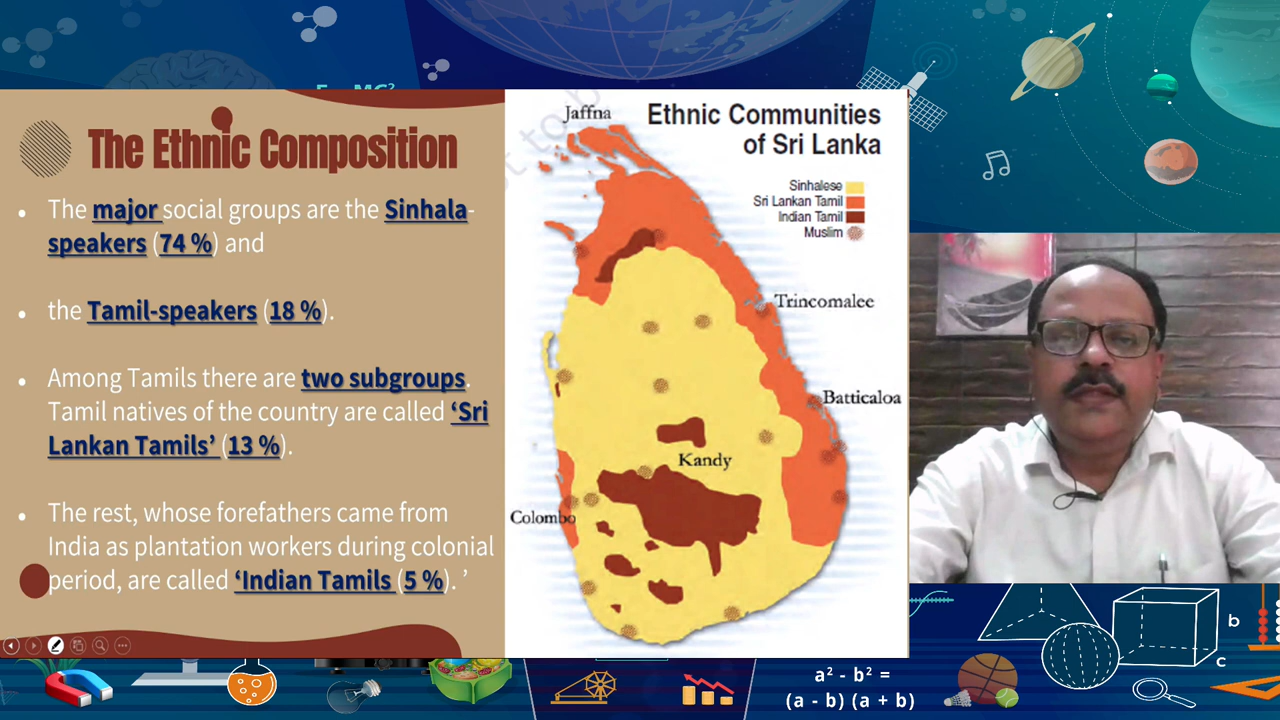 E=MC²
The Ethnic Composition
• The major social groups are the Sinhala-
speakers (74 %) and
• the Tamil-speakers (18 %).
• Among Tamils there are two subgroups.
Tamil natives of the country are called ‘Sri
Lankan Tamils’ (13 %).
• The rest, whose forefathers came from
India as plantation workers during colonial
period, are called ‘Indian Tamils (5 %). ’
Ethnic Communities
of Sri Lanka
Sinhalese
Sri Lankan Tamil
Indian Tamil
Muslim
Jaffna
Trincomalee
Batticaloa
Kandy
Colombo
b
c
a² - b² =
(a - b) (a + b)